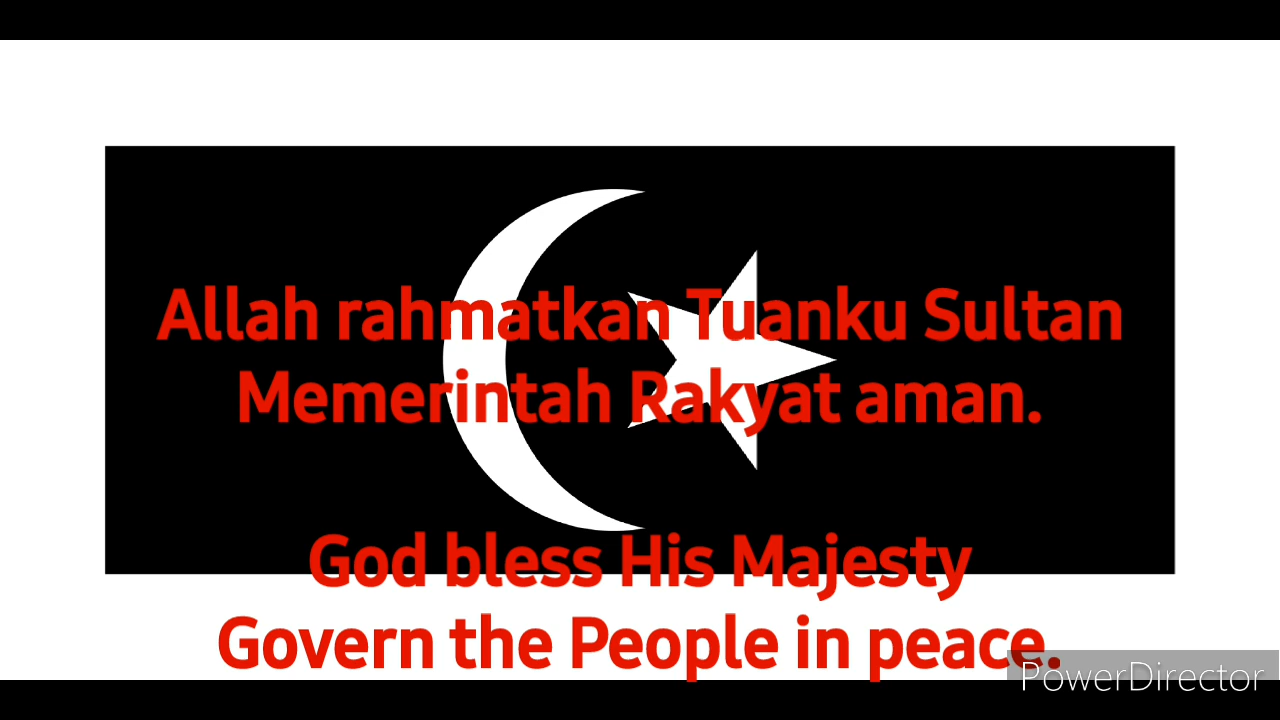 Allah rahmatkan Tuanku Sultan
Memerintah Rakyat aman.
God bless His Majesty
Govern the People in peace.
PowerDirector